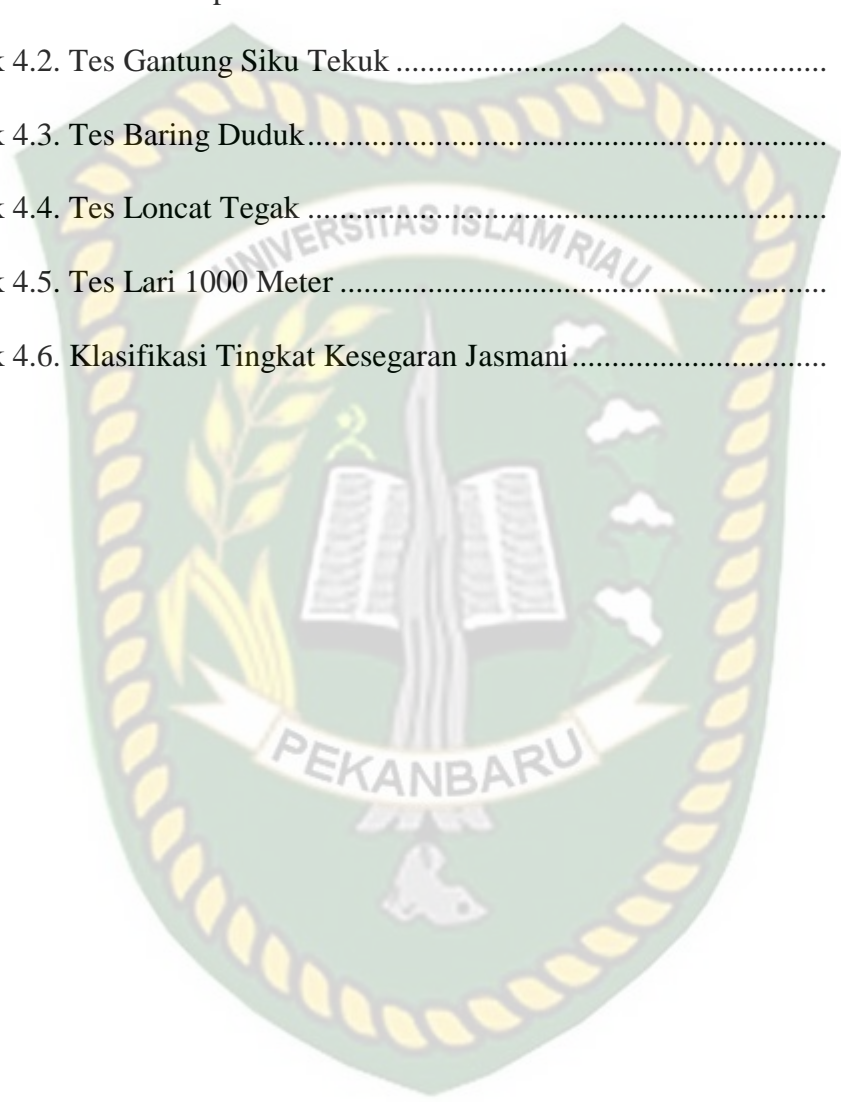 k 4.2. Tes Gantung Siku Tekuk ......................................................
k 4.3. Tes Baring Duduk.................................................................
k 4.4. Tes Loncat Tegak .................................................................
k 4.5. Tes Lari 1000 Meter .............................................................
k 4.6. Klasifikasi Tingkat Kesegaran Jasmani................................
UNIVERSITAS ISLAM RIAU
PEKANBARU